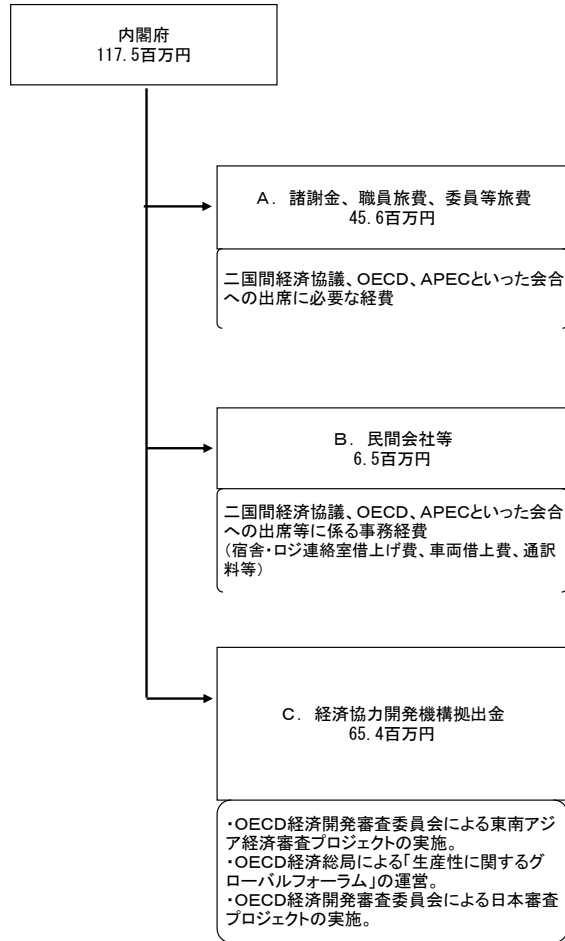 内閣府
117.5百万円
Ａ．諸謝金、職員旅費、委員等旅費
45.6百万円
二国間経済協議、ＯＥＣＤ、ＡＰＥＣといった会合
への出席に必要な経費
Ｂ．民間会社等
6.5百万円
二国間経済協議、ＯＥＣＤ、ＡＰＥＣといった会合
への出席等に係る事務経費
(宿舎・ロジ連絡室借上げ費、車両借上費、通訳
料等)
Ｃ．経済協力開発機構拠出金
65.4百万円
・ＯＥＣＤ経済開発審査委員会による東南アジ
ア経済審査プロジェクトの実施。
・ＯＥＣＤ経済総局による「生産性に関するグ
ローバルフォーラム」の運営。
・ＯＥＣＤ経済開発審査委員会による日本審査
プロジェクトの実施。